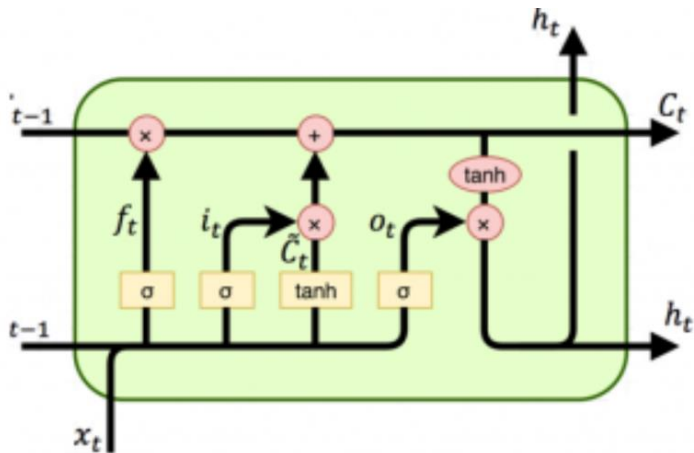 h_t
t−1
×
+
C_t
tanh
f_t
i_t
×
o_t
×
C̃_t
σ
σ
tanh
σ
t−1
h_t
x_t